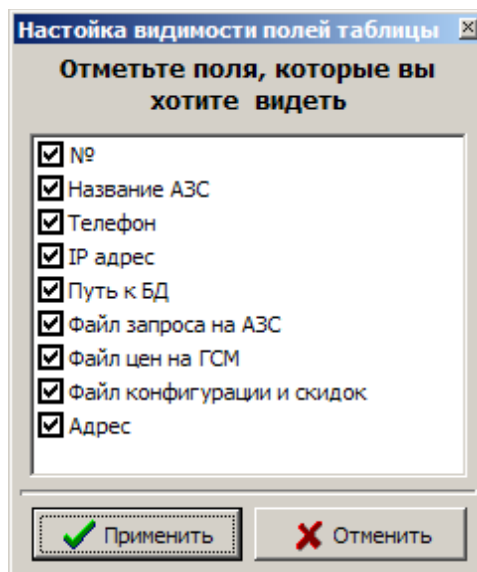 Настойка видимости полей таблицы
Отметьте поля, которые вы
хотите видеть
№
Название АЗС
Телефон
IP адрес
Путь к БД
Файл запроса на АЗС
Файл цен на ГСМ
Файл конфигурации и скидок
Адрес
Применить
Отменить